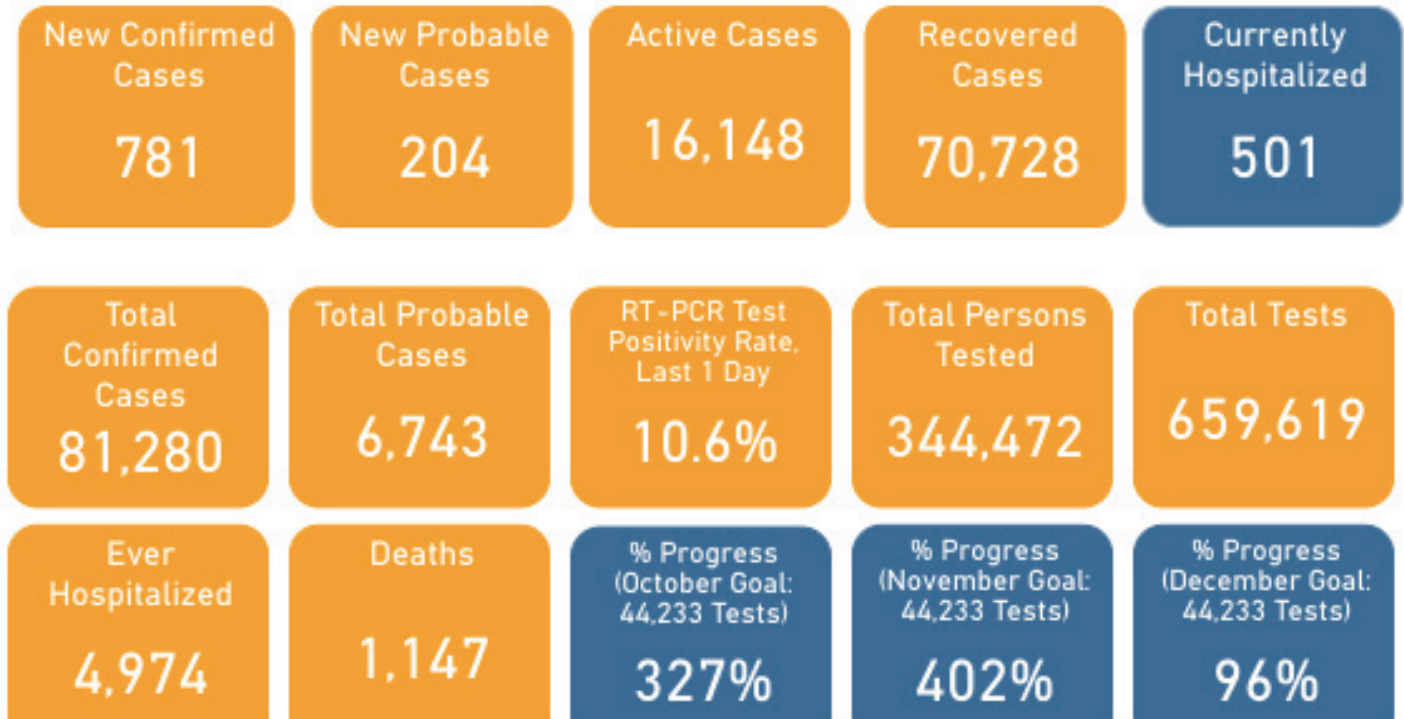 New Confirmed
Cases
781
New Probable
Cases
204
Active Cases
16,148
Recovered
Cases
70,728
Currently
Hospitalized
501
Total
Confirmed
Cases
81,280
Total Probable
Cases
6,743
RT-PCR Test
Positivity Rate,
Last 1 Day
10.6%
Total Persons
Tested
344,472
Total Tests
659,619
Ever
Hospitalized
4,974
Deaths
1,147
% Progress
(October Goal:
44,233 Tests)
327%
% Progress
(November Goal:
44,233 Tests)
402%
% Progress
(December Goal:
44,233 Tests)
96%